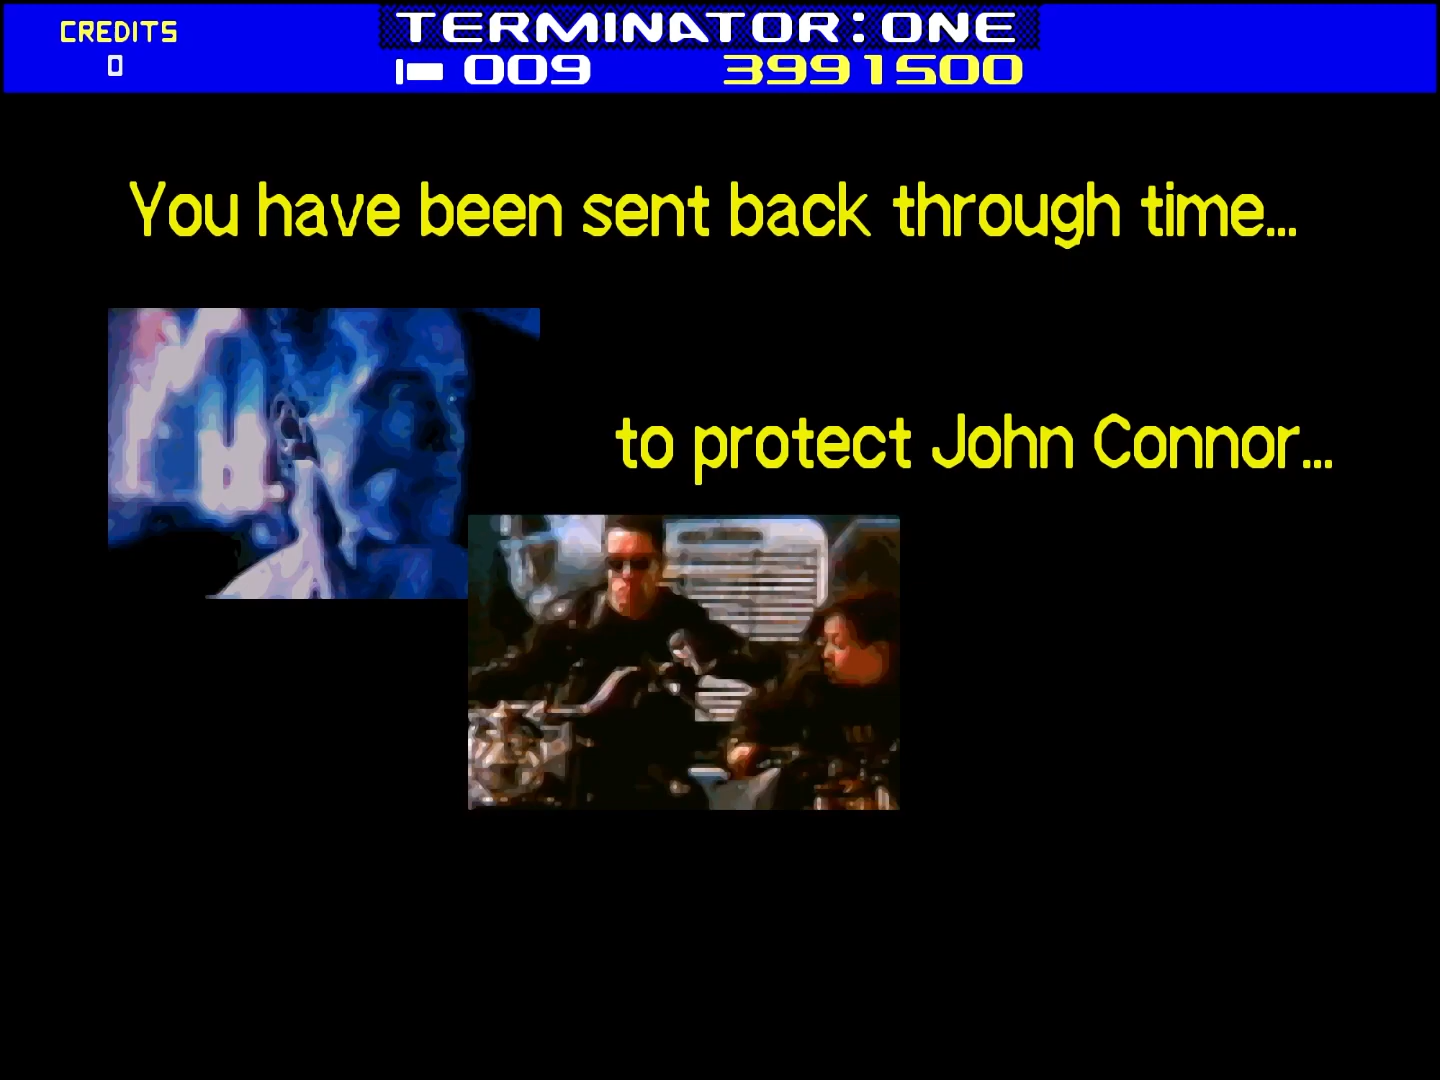 CREDITS
0
TERMINATOR:ONE
009 3991500
You have been sent back through time...
to protect John Connor...